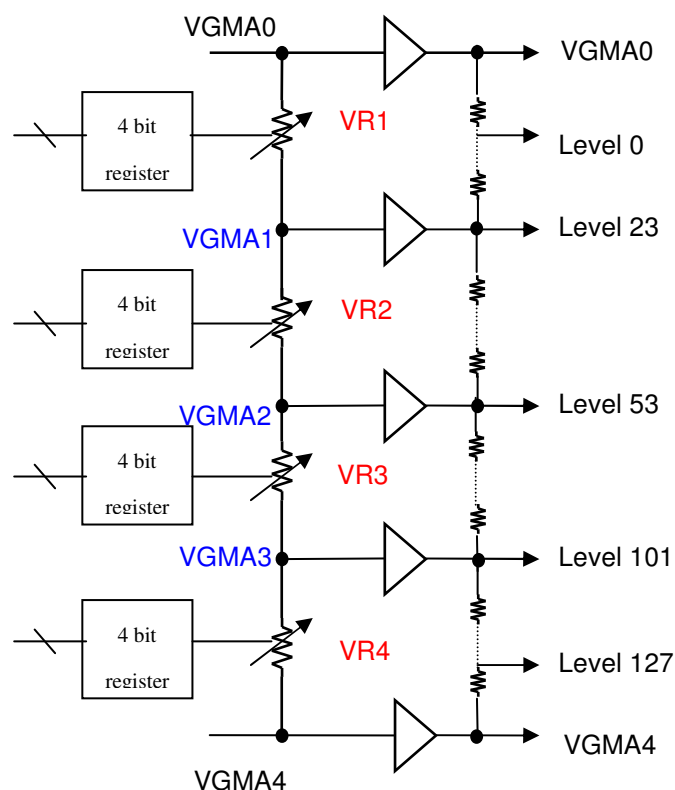 VGMA0
VGMA0
4 bit
register
VR1
Level 0
VGMA1
Level 23
4 bit
register
VR2
VGMA2
Level 53
4 bit
register
VR3
VGMA3
Level 101
4 bit
register
VR4
Level 127
VGMA4
VGMA4